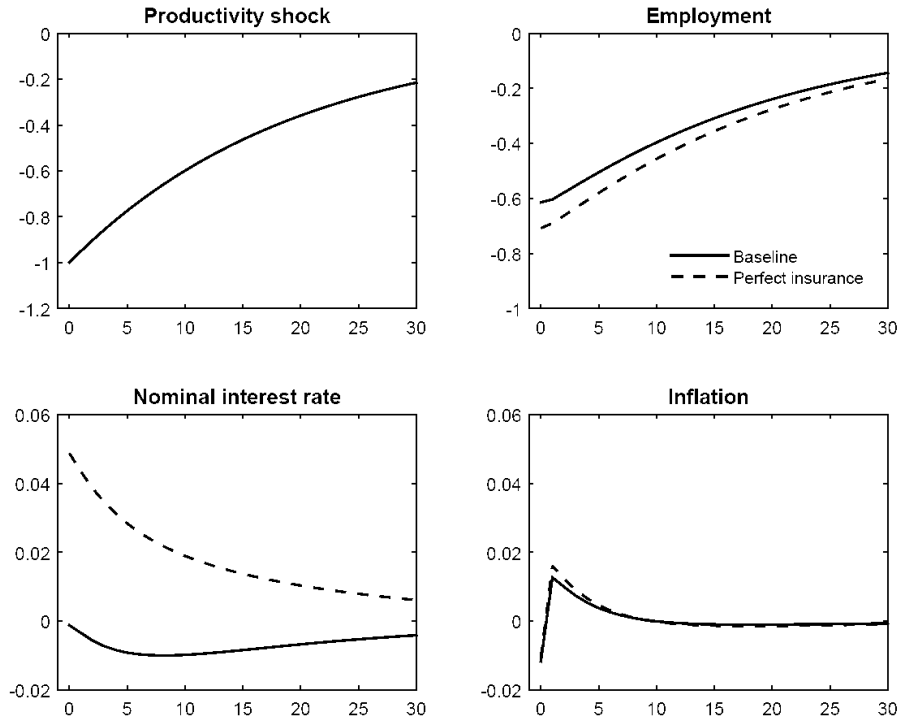 Productivity shock
0
-0.2
-0.4
-0.6
-0.8
-1
-1.2
0 5 10 15 20 25 30
Employment
0
-0.2
-0.4
-0.6
-0.8
-1
Baseline
Perfect insurance
0 5 10 15 20 25 30
Nominal interest rate
0.06
0.04
0.02
0
-0.02
0 5 10 15 20 25 30
Inflation
0.06
0.04
0.02
0
-0.02
0 5 10 15 20 25 30